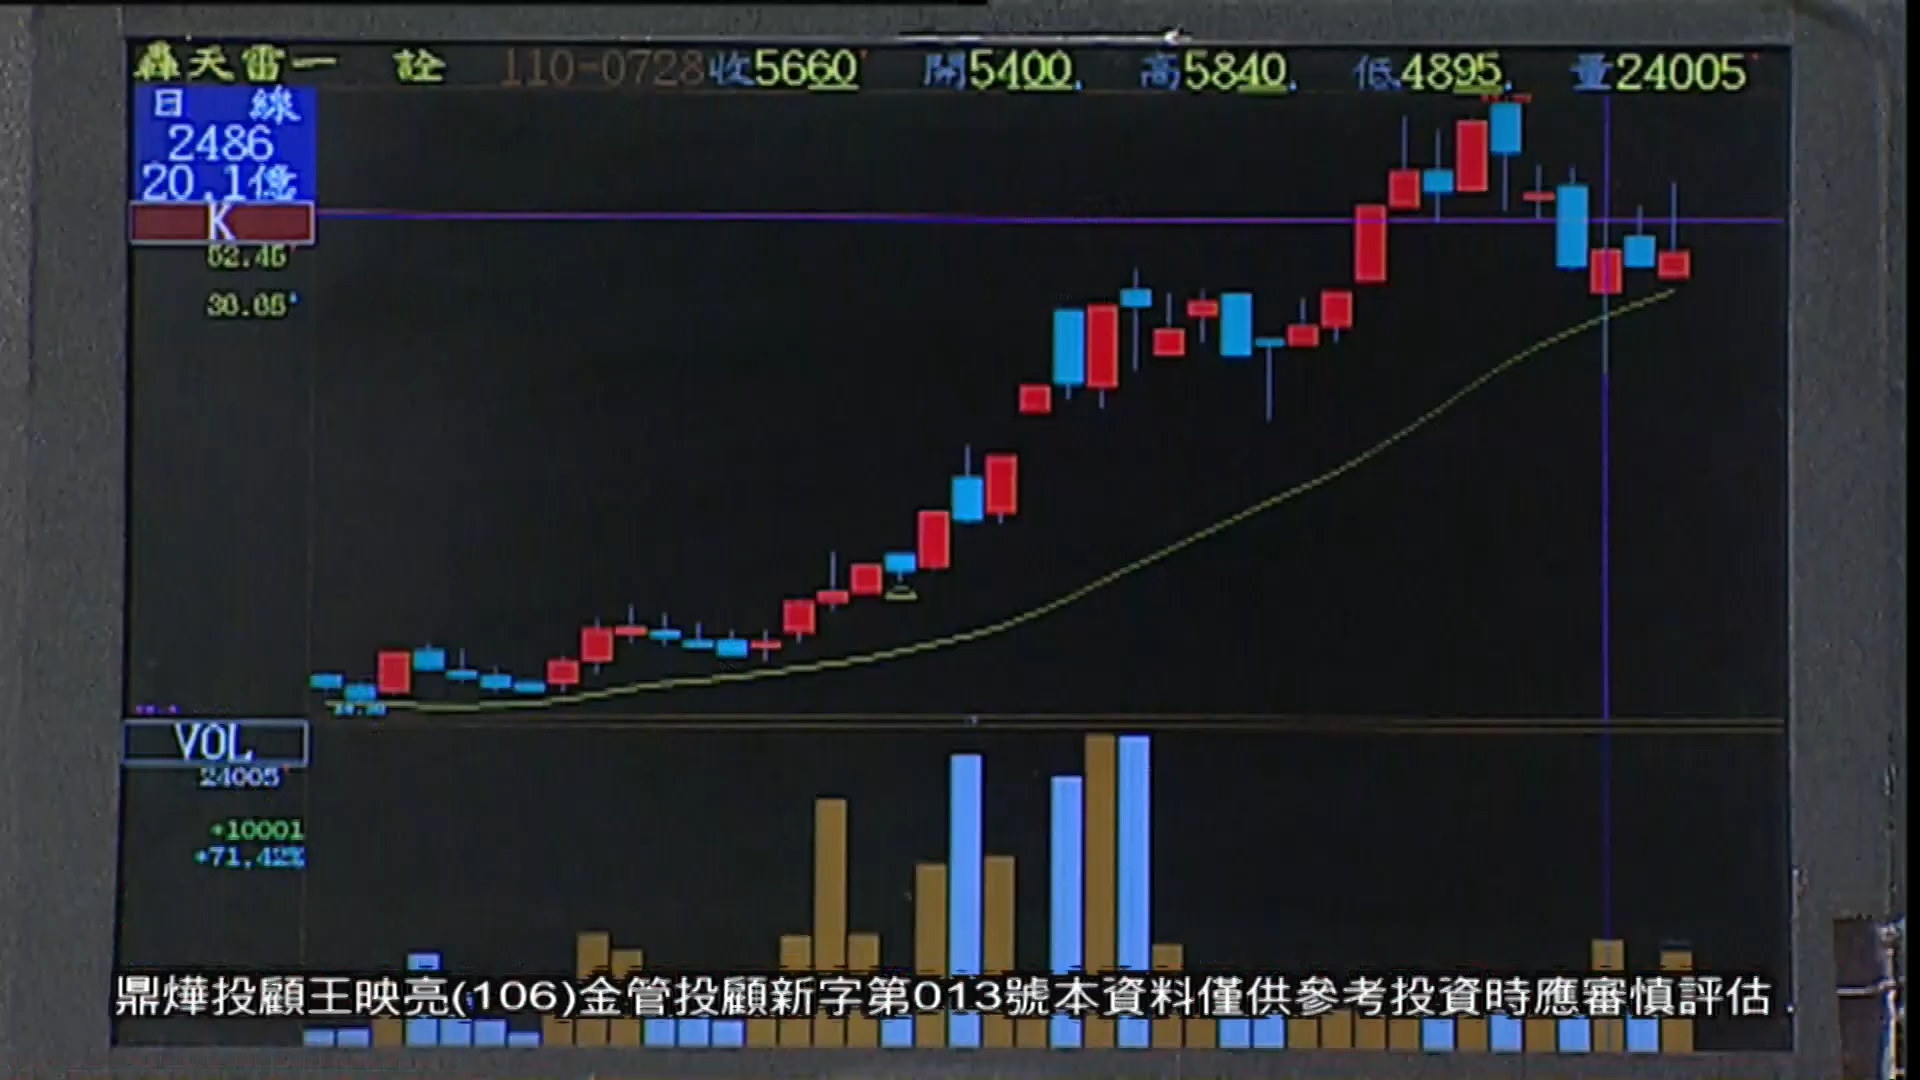 轟天雷一 詮 110-0728 收5660 開5400 高5840 低4895 量24005
日 線
2486
20.1億
K
52.45
30.65
VOL
24005
+10001
+71.42%
鼎燁投顧王映亮(106)金管投顧新字第013號本資料僅供參考投資時應審慎評估.